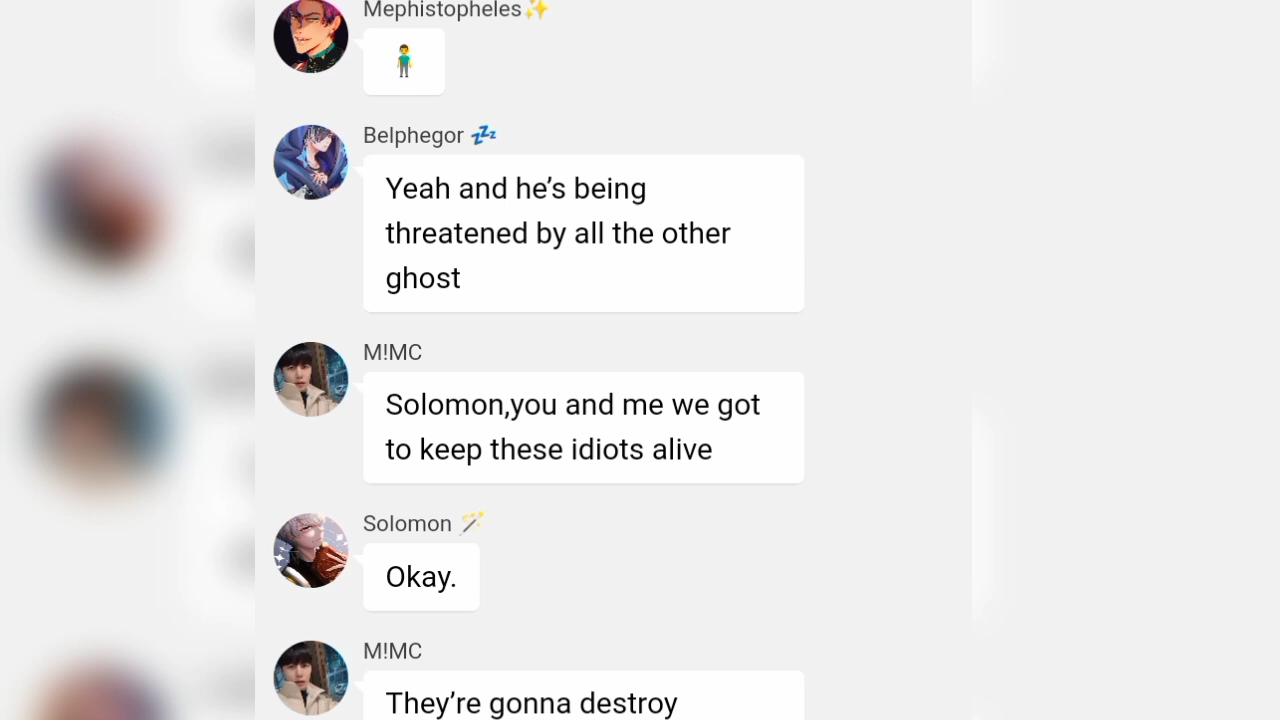 Mephistopheles✨
🧍‍♂️
Belphegor 💤
Yeah and he’s being
threatened by all the other
ghost
M!MC
Solomon,you and me we got
to keep these idiots alive
Solomon 🪄
Okay.
M!MC
They’re gonna destroy